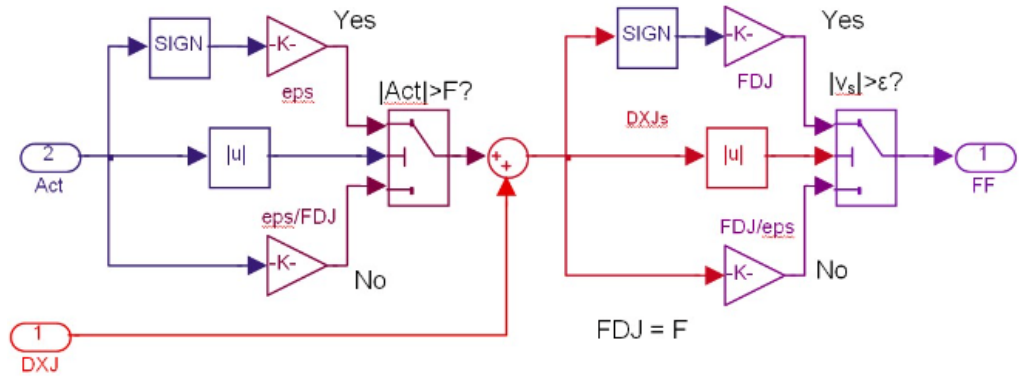 Yes
SIGN
-K-
eps
|Act|>F?
2
Act
|u|
eps/FDJ
-K-
No
1
DXJ
+
+
Yes
SIGN
-K-
FDJ
|vs|>ε?
DXJs
|u|
1
FF
FDJ/eps
-K-
No
FDJ = F